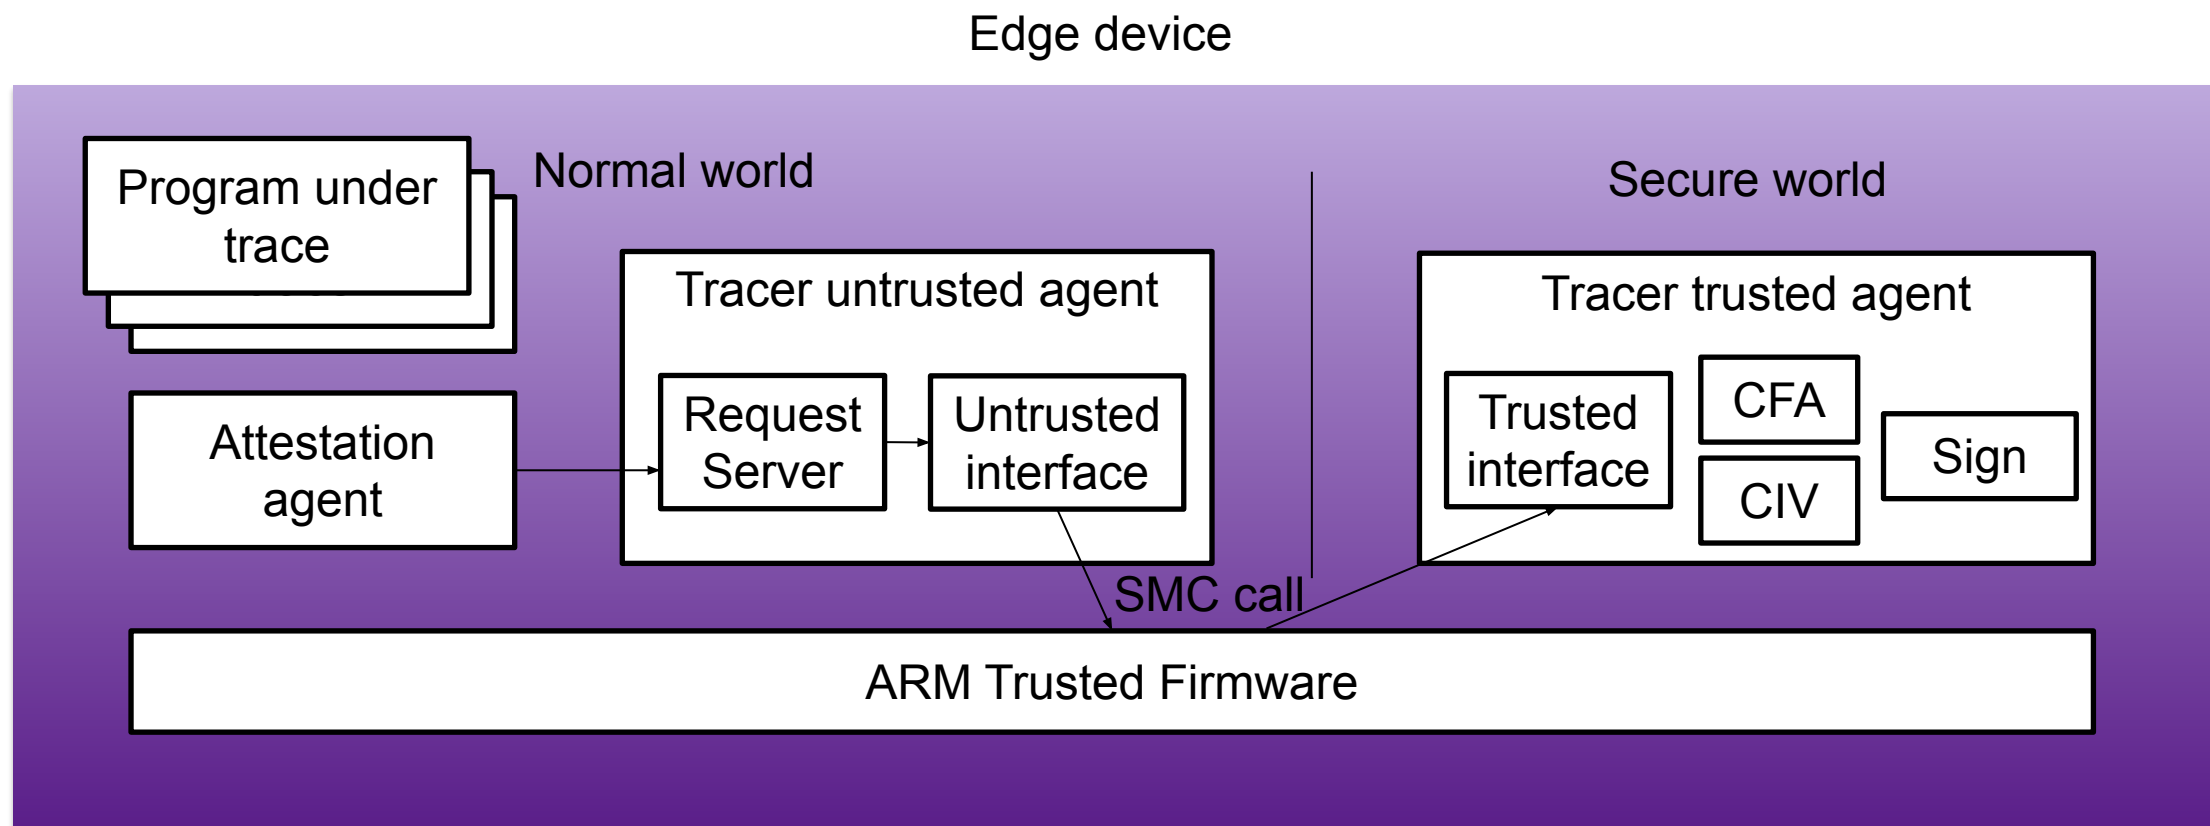 Edge device
Normal world
Secure world
Program under
trace
Tracer untrusted agent
Tracer trusted agent
Attestation
agent
Request
Server
Untrusted
interface
Trusted
interface
CFA
CIV
Sign
SMC call
ARM Trusted Firmware